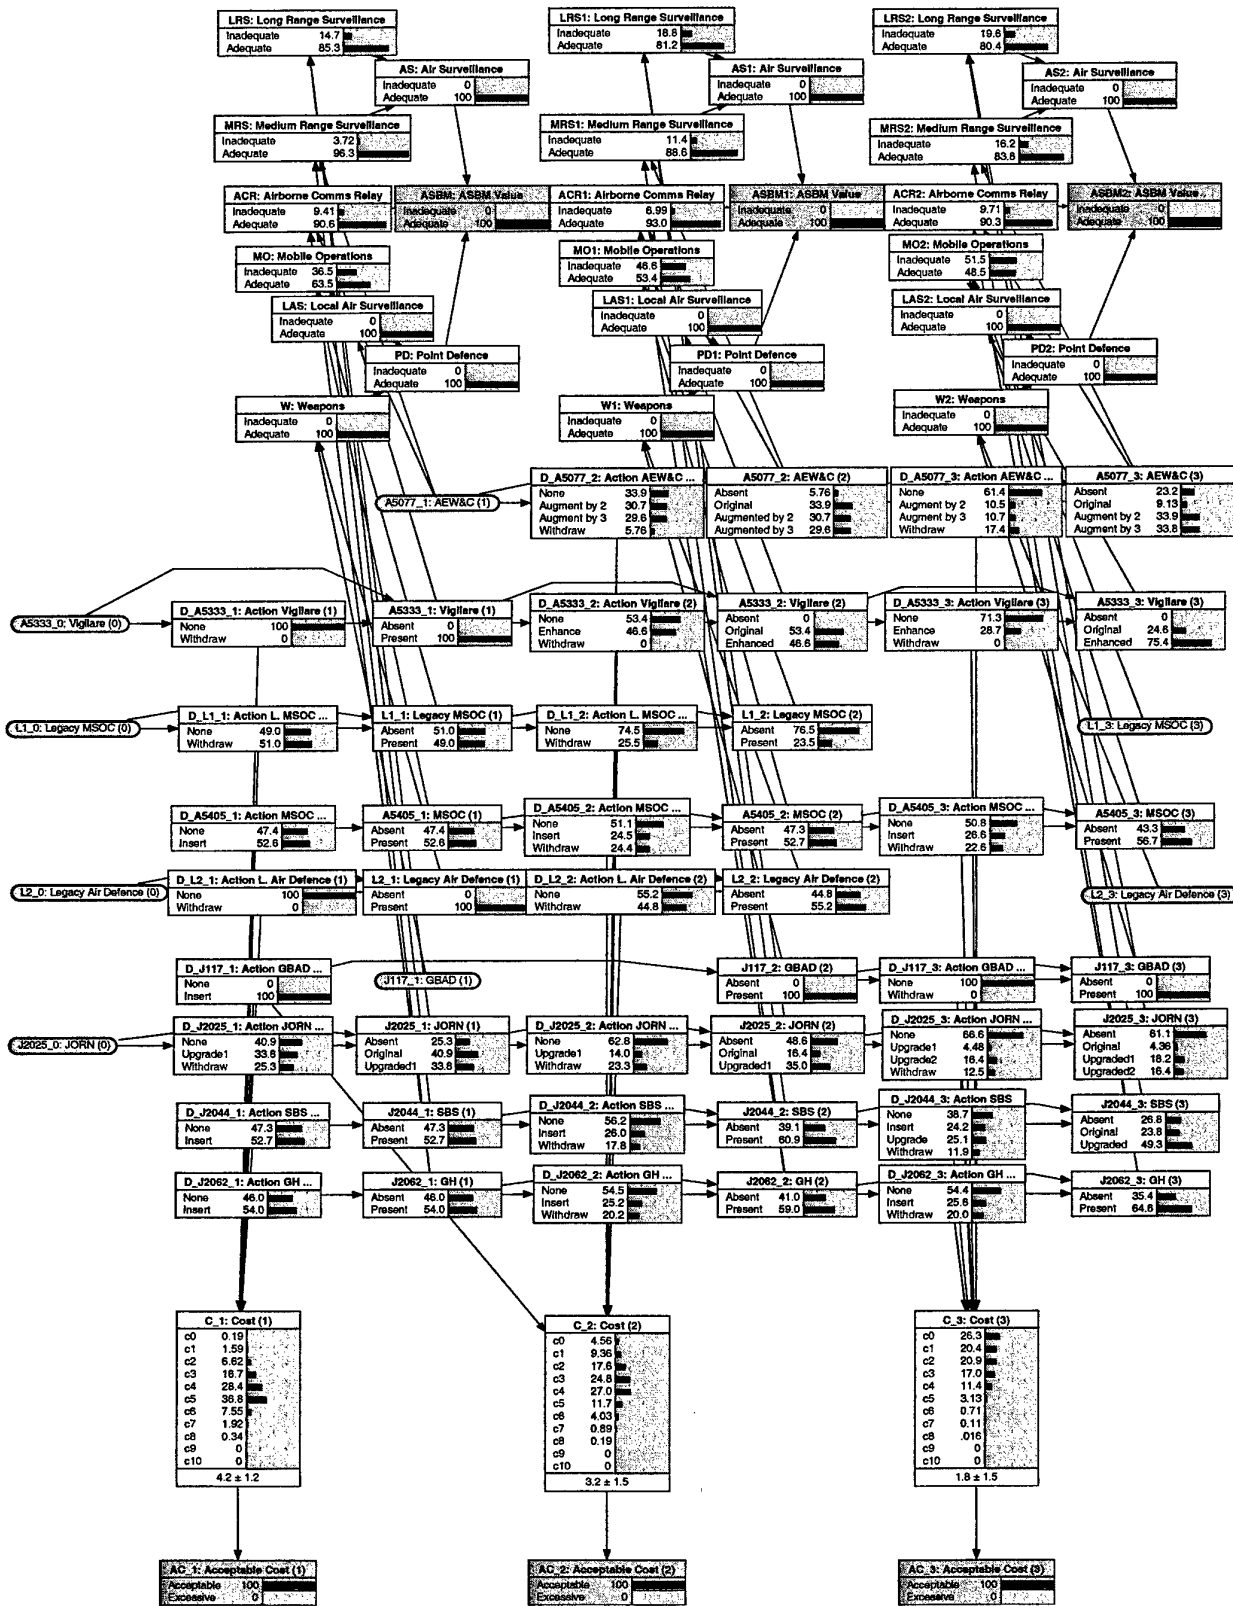 LRS: Long Range Surveillance
Inadequate 14.7
Adequate 85.3
AS: Air Surveillance
Inadequate 0
Adequate 100
MRS: Medium Range Surveillance
Inadequate 3.72
Adequate 96.3
ACR: Airborne Comms Relay
Inadequate 9.41
Adequate 90.6
ASBM: ASBM Value
Inadequate 0
Adequate 100
MO: Mobile Operations
Inadequate 36.5
Adequate 63.5
LAS: Local Air Surveillance
Inadequate 0
Adequate 100
PD: Point Defence
Inadequate 0
Adequate 100
W: Weapons
Inadequate 0
Adequate 100
LRS1: Long Range Surveillance
Inadequate 18.8
Adequate 81.2
AS1: Air Surveillance
Inadequate 0
Adequate 100
MRS1: Medium Range Surveillance
Inadequate 11.4
Adequate 88.6
ACR1: Airborne Comms Relay
Inadequate 6.99
Adequate 93.0
ASBM1: ASBM Value
Inadequate 0
Adequate 100
MO1: Mobile Operations
Inadequate 46.6
Adequate 53.4
LAS1: Local Air Surveillance
Inadequate 0
Adequate 100
PD1: Point Defence
Inadequate 0
Adequate 100
W1: Weapons
Inadequate 0
Adequate 100
LRS2: Long Range Surveillance
Inadequate 19.6
Adequate 80.4
AS2: Air Surveillance
Inadequate 0
Adequate 100
MRS2: Medium Range Surveillance
Inadequate 16.2
Adequate 83.8
ACR2: Airborne Comms Relay
Inadequate 9.71
Adequate 90.3
ASBM2: ASBM Value
Inadequate 0
Adequate 100
MO2: Mobile Operations
Inadequate 51.5
Adequate 48.5
LAS2: Local Air Surveillance
Inadequate 0
Adequate 100
PD2: Point Defence
Inadequate 0
Adequate 100
W2: Weapons
Inadequate 0
Adequate 100
A5077_1: AEW&C (1)
D_A5077_2: Action AEW&C ...
None 33.9
Augment by 2 30.7
Augment by 3 29.6
Withdraw 5.76
A5077_2: AEW&C (2)
Absent 5.76
Original 33.9
Augmented by 2 30.7
Augmented by 3 29.6
D_A5077_3: Action AEW&C ...
None 61.4
Augment by 2 10.5
Augment by 3 10.7
Withdraw 17.4
A5077_3: AEW&C (3)
Absent 23.2
Original 9.13
Augment by 2 33.9
Augment by 3 33.8
A5333_0: Vigilare (0)
D_A5333_1: Action Vigilare (1)
None 100
Withdraw 0
A5333_1: Vigilare (1)
Absent 0
Present 100
D_A5333_2: Action Vigilare (2)
None 53.4
Enhance 46.6
Withdraw 0
A5333_2: Vigilare (2)
Absent 0
Original 53.4
Enhanced 46.6
D_A5333_3: Action Vigilare (3)
None 71.3
Enhance 28.7
Withdraw 0
A5333_3: Vigilare (3)
Absent 0
Original 24.6
Enhanced 75.4
L1_0: Legacy MSOC (0)
D_L1_1: Action L. MSOC ...
None 49.0
Withdraw 51.0
L1_1: Legacy MSOC (1)
Absent 51.0
Present 49.0
D_L1_2: Action L. MSOC ...
None 74.5
Withdraw 25.5
L1_2: Legacy MSOC (2)
Absent 76.5
Present 23.5
L1_3: Legacy MSOC (3)
D_A5405_1: Action MSOC ...
None 47.4
Insert 52.6
A5405_1: MSOC (1)
Absent 47.4
Present 52.6
D_A5405_2: Action MSOC ...
None 51.1
Insert 24.5
Withdraw 24.4
A5405_2: MSOC (2)
Absent 47.3
Present 52.7
D_A5405_3: Action MSOC ...
None 50.8
Insert 26.6
Withdraw 22.6
A5405_3: MSOC (3)
Absent 43.3
Present 56.7
L2_0: Legacy Air Defence (0)
D_L2_1: Action L. Air Defence (1)
None 100
Withdraw 0
L2_1: Legacy Air Defence (1)
Absent 0
Present 100
D_L2_2: Action L. Air Defence (2)
None 55.2
Withdraw 44.8
L2_2: Legacy Air Defence (2)
Absent 44.8
Present 55.2
L2_3: Legacy Air Defence (3)
D_J117_1: Action GBAD ...
None 0
Insert 100
J117_1: GBAD (1)
J117_2: GBAD (2)
Absent 0
Present 100
D_J117_3: Action GBAD ...
None 100
Withdraw 0
J117_3: GBAD (3)
Absent 0
Present 100
J2025_0: JORN (0)
D_J2025_1: Action JORN ...
None 40.9
Upgrade1 33.8
Withdraw 25.3
J2025_1: JORN (1)
Absent 25.3
Original 40.9
Upgraded1 33.8
D_J2025_2: Action JORN ...
None 62.8
Upgrade1 14.0
Withdraw 23.3
J2025_2: JORN (2)
Absent 48.6
Original 16.4
Upgraded1 35.0
D_J2025_3: Action JORN ...
None 66.6
Upgrade1 4.48
Upgrade2 16.4
Withdraw 12.5
J2025_3: JORN (3)
Absent 61.1
Original 4.36
Upgraded1 18.2
Upgraded2 16.4
D_J2044_1: Action SBS ...
None 47.3
Insert 52.7
J2044_1: SBS (1)
Absent 47.3
Present 52.7
D_J2044_2: Action SBS ...
None 56.2
Insert 26.0
Withdraw 17.8
J2044_2: SBS (2)
Absent 39.1
Present 60.9
D_J2044_3: Action SBS
None 38.7
Insert 24.2
Upgrade 25.1
Withdraw 11.9
J2044_3: SBS (3)
Absent 26.8
Original 23.8
Upgraded 49.3
D_J2062_1: Action GH ...
None 46.0
Insert 54.0
J2062_1: GH (1)
Absent 46.0
Present 54.0
D_J2062_2: Action GH ...
None 54.5
Insert 25.2
Withdraw 20.2
J2062_2: GH (2)
Absent 41.0
Present 59.0
D_J2062_3: Action GH ...
None 54.4
Insert 25.6
Withdraw 20.0
J2062_3: GH (3)
Absent 35.4
Present 64.6
C_1: Cost (1)
c0 0.19
c1 1.59
c2 6.62
c3 16.7
c4 28.4
c5 36.8
c6 7.55
c7 1.92
c8 0.34
c9 0
c10 0
4.2 ± 1.2
C_2: Cost (2)
c0 4.56
c1 9.36
c2 17.6
c3 24.8
c4 27.0
c5 11.7
c6 4.03
c7 0.89
c8 0.19
c9 0
c10 0
3.2 ± 1.5
C_3: Cost (3)
c0 26.3
c1 20.4
c2 20.9
c3 17.0
c4 11.4
c5 3.13
c6 0.71
c7 0.11
c8 .016
c9 0
c10 0
1.8 ± 1.5
AC_1: Acceptable Cost (1)
Acceptable 100
Excessive 0
AC_2: Acceptable Cost (2)
Acceptable 100
Excessive 0
AC_3: Acceptable Cost (3)
Acceptable 100
Excessive 0